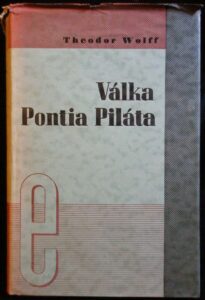 Theodor Wolff
Válka
Pontia Piláta
e